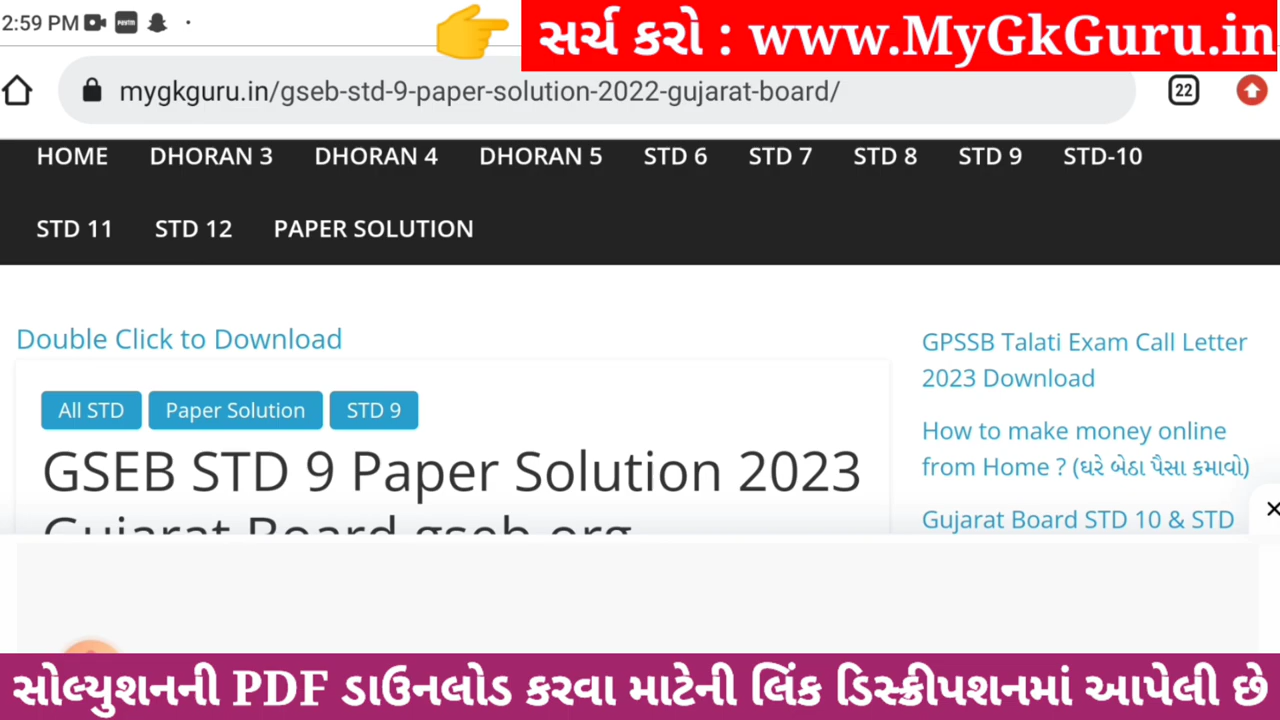 2:59 PM
સર્ચ કરો : www.MyGkGuru.in
mygkguru.in/gseb-std-9-paper-solution-2022-gujarat-board/
22
HOME DHORAN 3 DHORAN 4 DHORAN 5 STD 6 STD 7 STD 8 STD 9 STD-10
STD 11 STD 12 PAPER SOLUTION
Double Click to Download
All STD Paper Solution STD 9
GSEB STD 9 Paper Solution 2023
Gujarat Board gseb.org
GPSSB Talati Exam Call Letter
2023 Download
How to make money online
from Home ? (ઘરે બેઠા પૈસા કમાવો)
Gujarat Board STD 10 & STD
સોલ્યુશનની PDF ડાઉનલોડ કરવા માટેની લિંક ડિસ્ક્રીપશનમાં આપેલી છે